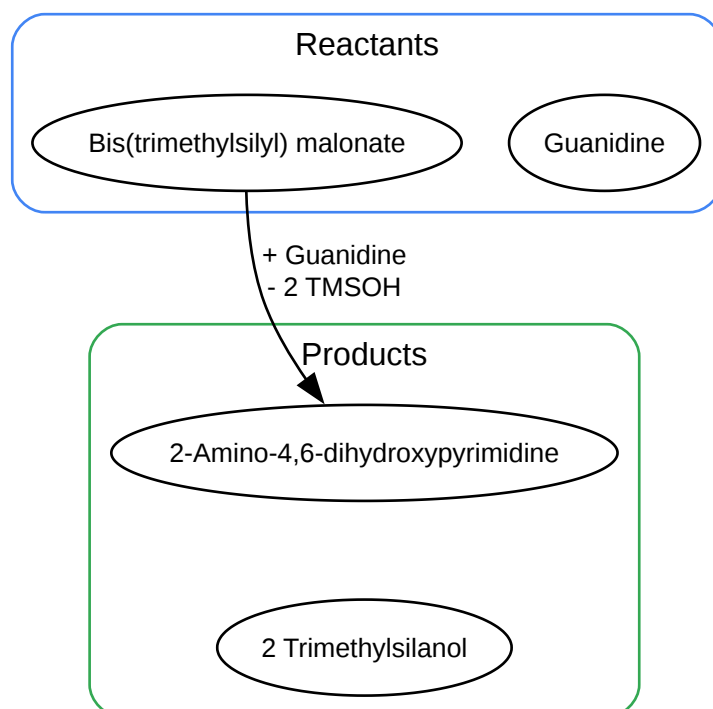 Reactants
Bis(trimethylsilyl) malonate
Guanidine
+ Guanidine
- 2 TMSOH
Products
2-Amino-4,6-dihydroxypyrimidine
2 Trimethylsilanol